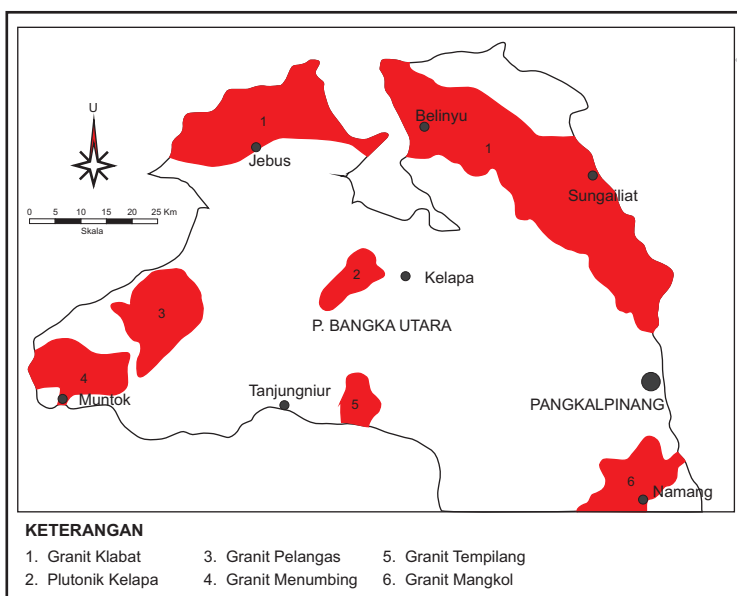 U
0 5 10 15 20 25 Km
Skala
1
Jebus
Belinyu
1
Sungailiat
2
Kelapa
P. BANGKA UTARA
3
4
Muntok
Tanjungniur
5
PANGKALPINANG
6
Namang
KETERANGAN
1. Granit Klabat
2. Plutonik Kelapa
3. Granit Pelangas
4. Granit Menumbing
5. Granit Tempilang
6. Granit Mangkol